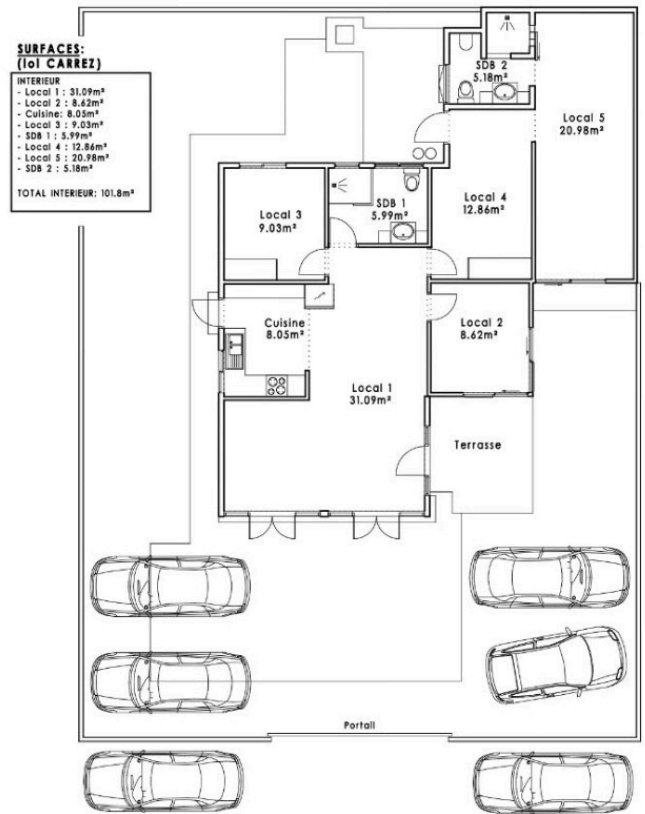 SURFACES:
(loi CARREZ)
INTERIEUR
- Local 1 : 31.09m²
- Local 2 : 8.62m²
- Cuisine: 8.05m²
- Local 3 : 9.03m²
- SDB 1 : 5.99m²
- Local 4 : 12.86m²
- Local 5 : 20.98m²
- SDB 2 : 5.18m²
TOTAL INTERIEUR: 101.8m²
SDB 2
5.18m²
Local 5
20.98m²
Local 4
12.86m²
SDB 1
5.99m²
Local 3
9.03m²
Cuisine
8.05m²
Local 2
8.62m²
Local 1
31.09m²
Terrasse
Portail